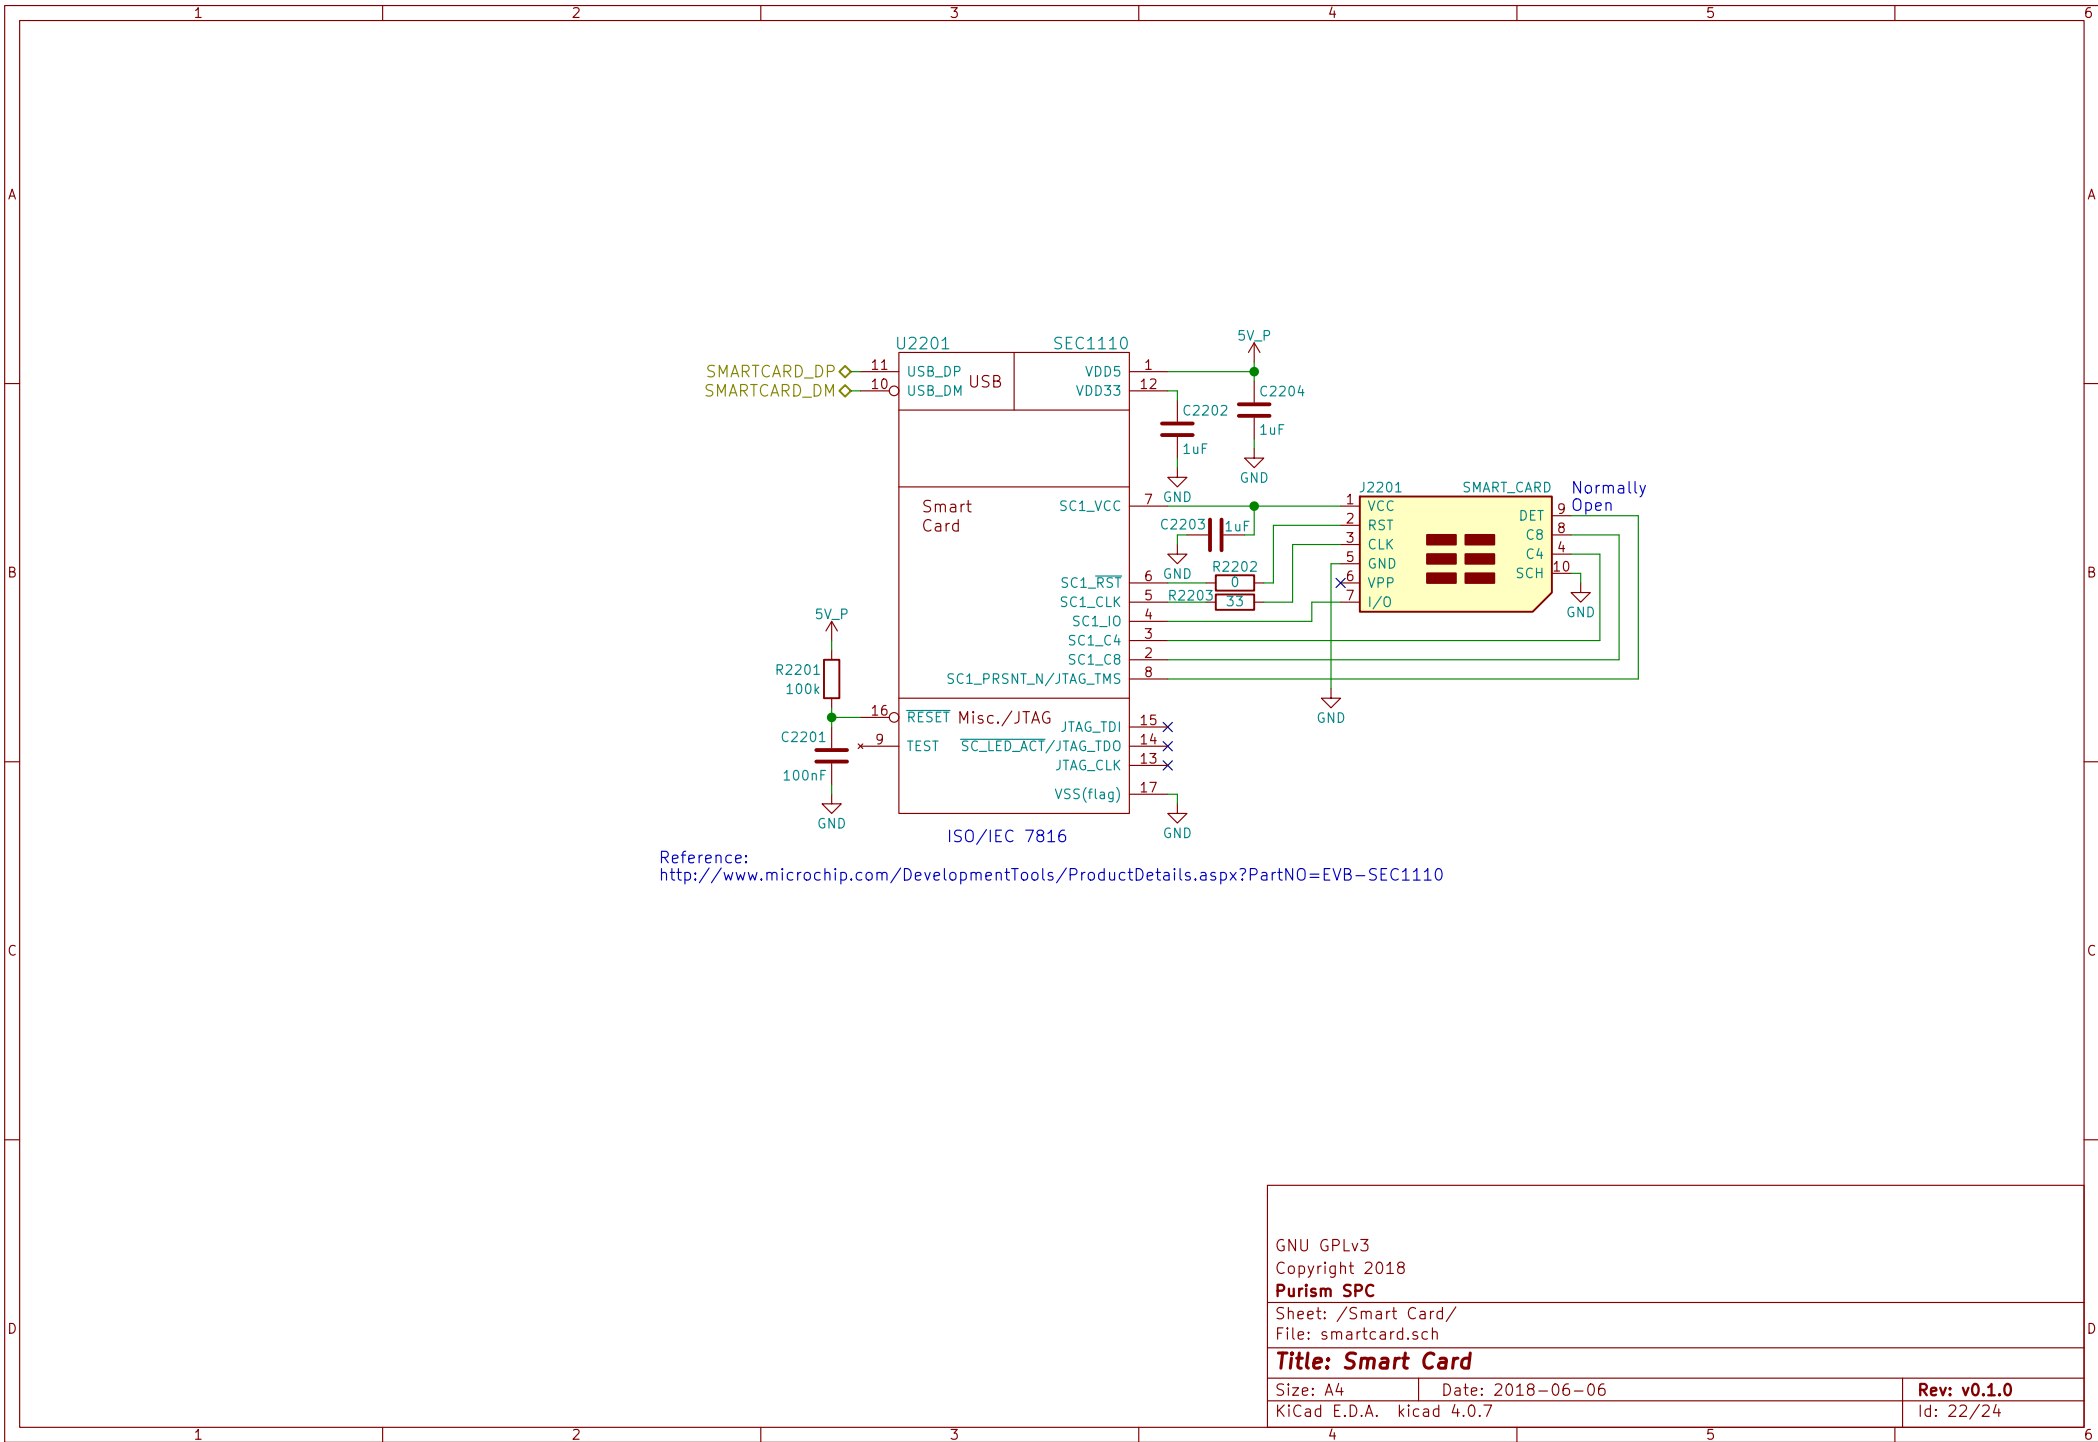 1 2 3 4 5 6
A A
B B
C C
D D
U2201 SEC1110
SMARTCARD_DP 11 USB_DP
SMARTCARD_DM 10 USB_DM
USB
VDD5 1
VDD33 12
5V_P
C2204
1uF
GND
C2202
1uF
GND
Smart
Card
SC1_VCC 7
C2203 1uF
GND
SC1_RST 6
R2202
0
SC1_CLK 5
R2203 33
SC1_IO 4
SC1_C4 3
SC1_C8 2
SC1_PRSNT_N/JTAG_TMS 8
J2201 SMART_CARD
Normally
Open
1 VCC
2 RST
3 CLK
5 GND
6 VPP
7 I/O
DET 9
C8 8
C4 4
SCH 10
GND
GND
5V_P
R2201
100k
16 RESET
Misc./JTAG
C2201
100nF
GND
9 TEST
JTAG_TDI 15
SC_LED_ACT/JTAG_TDO 14
JTAG_CLK 13
VSS(flag) 17
GND
ISO/IEC 7816
Reference:
http://www.microchip.com/DevelopmentTools/ProductDetails.aspx?PartNO=EVB-SEC1110
GNU GPLv3
Copyright 2018
Purism SPC
Sheet: /Smart Card/
File: smartcard.sch
Title: Smart Card
Size: A4 Date: 2018-06-06 Rev: v0.1.0
KiCad E.D.A. kicad 4.0.7 Id: 22/24
1 2 3 4 5 6